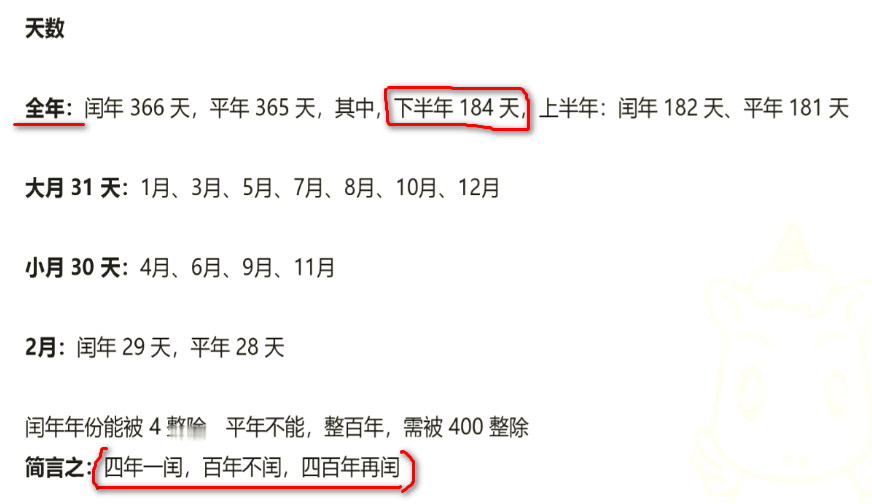 天数
全年：闰年 366 天，平年 365 天，其中，下半年 184 天，上半年：闰年 182 天、平年 181 天
大月 31 天：1月、3月、5月、7月、8月、10月、12月
小月 30 天：4月、6月、9月、11月
2月：闰年 29 天，平年 28 天
闰年年份能被 4 整除 平年不能，整百年，需被 400 整除
简言之：四年一闰，百年不闰，四百年再闰